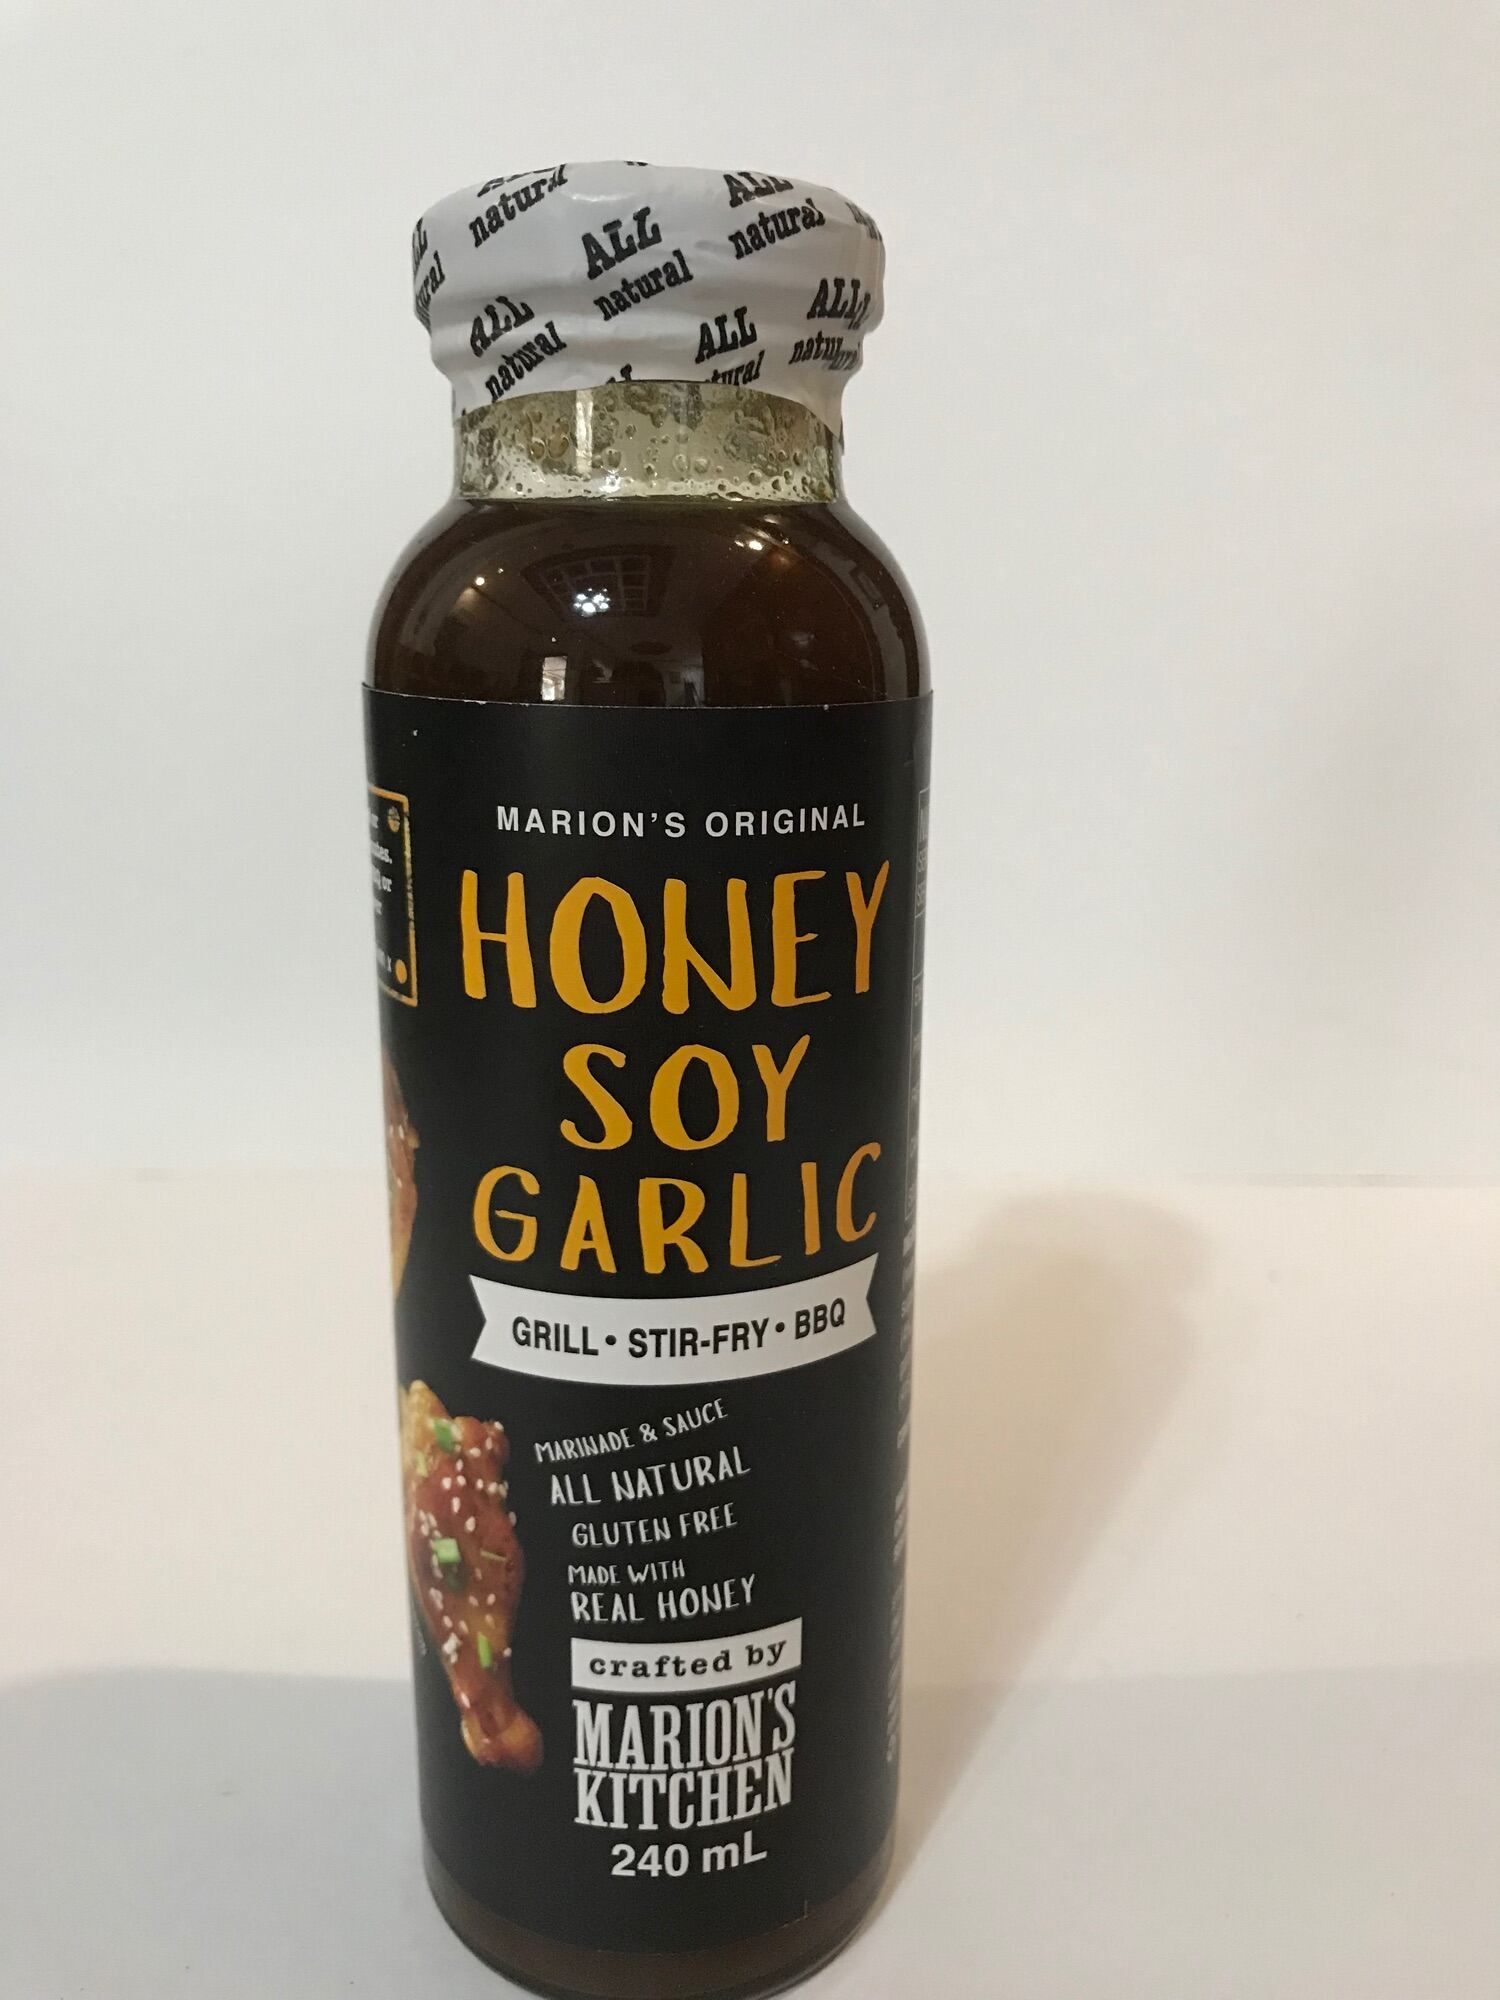 natural
ALL
natural
ALL
natural
ALL
natural
ALL
ALL
MARION'S ORIGINAL
HONEY
SOY
GARLIC
GRILL • STIR-FRY • BBQ
MARINADE & SAUCE
ALL NATURAL
GLUTEN FREE
MADE WITH
REAL HONEY
crafted by
MARION'S
KITCHEN
240 mL